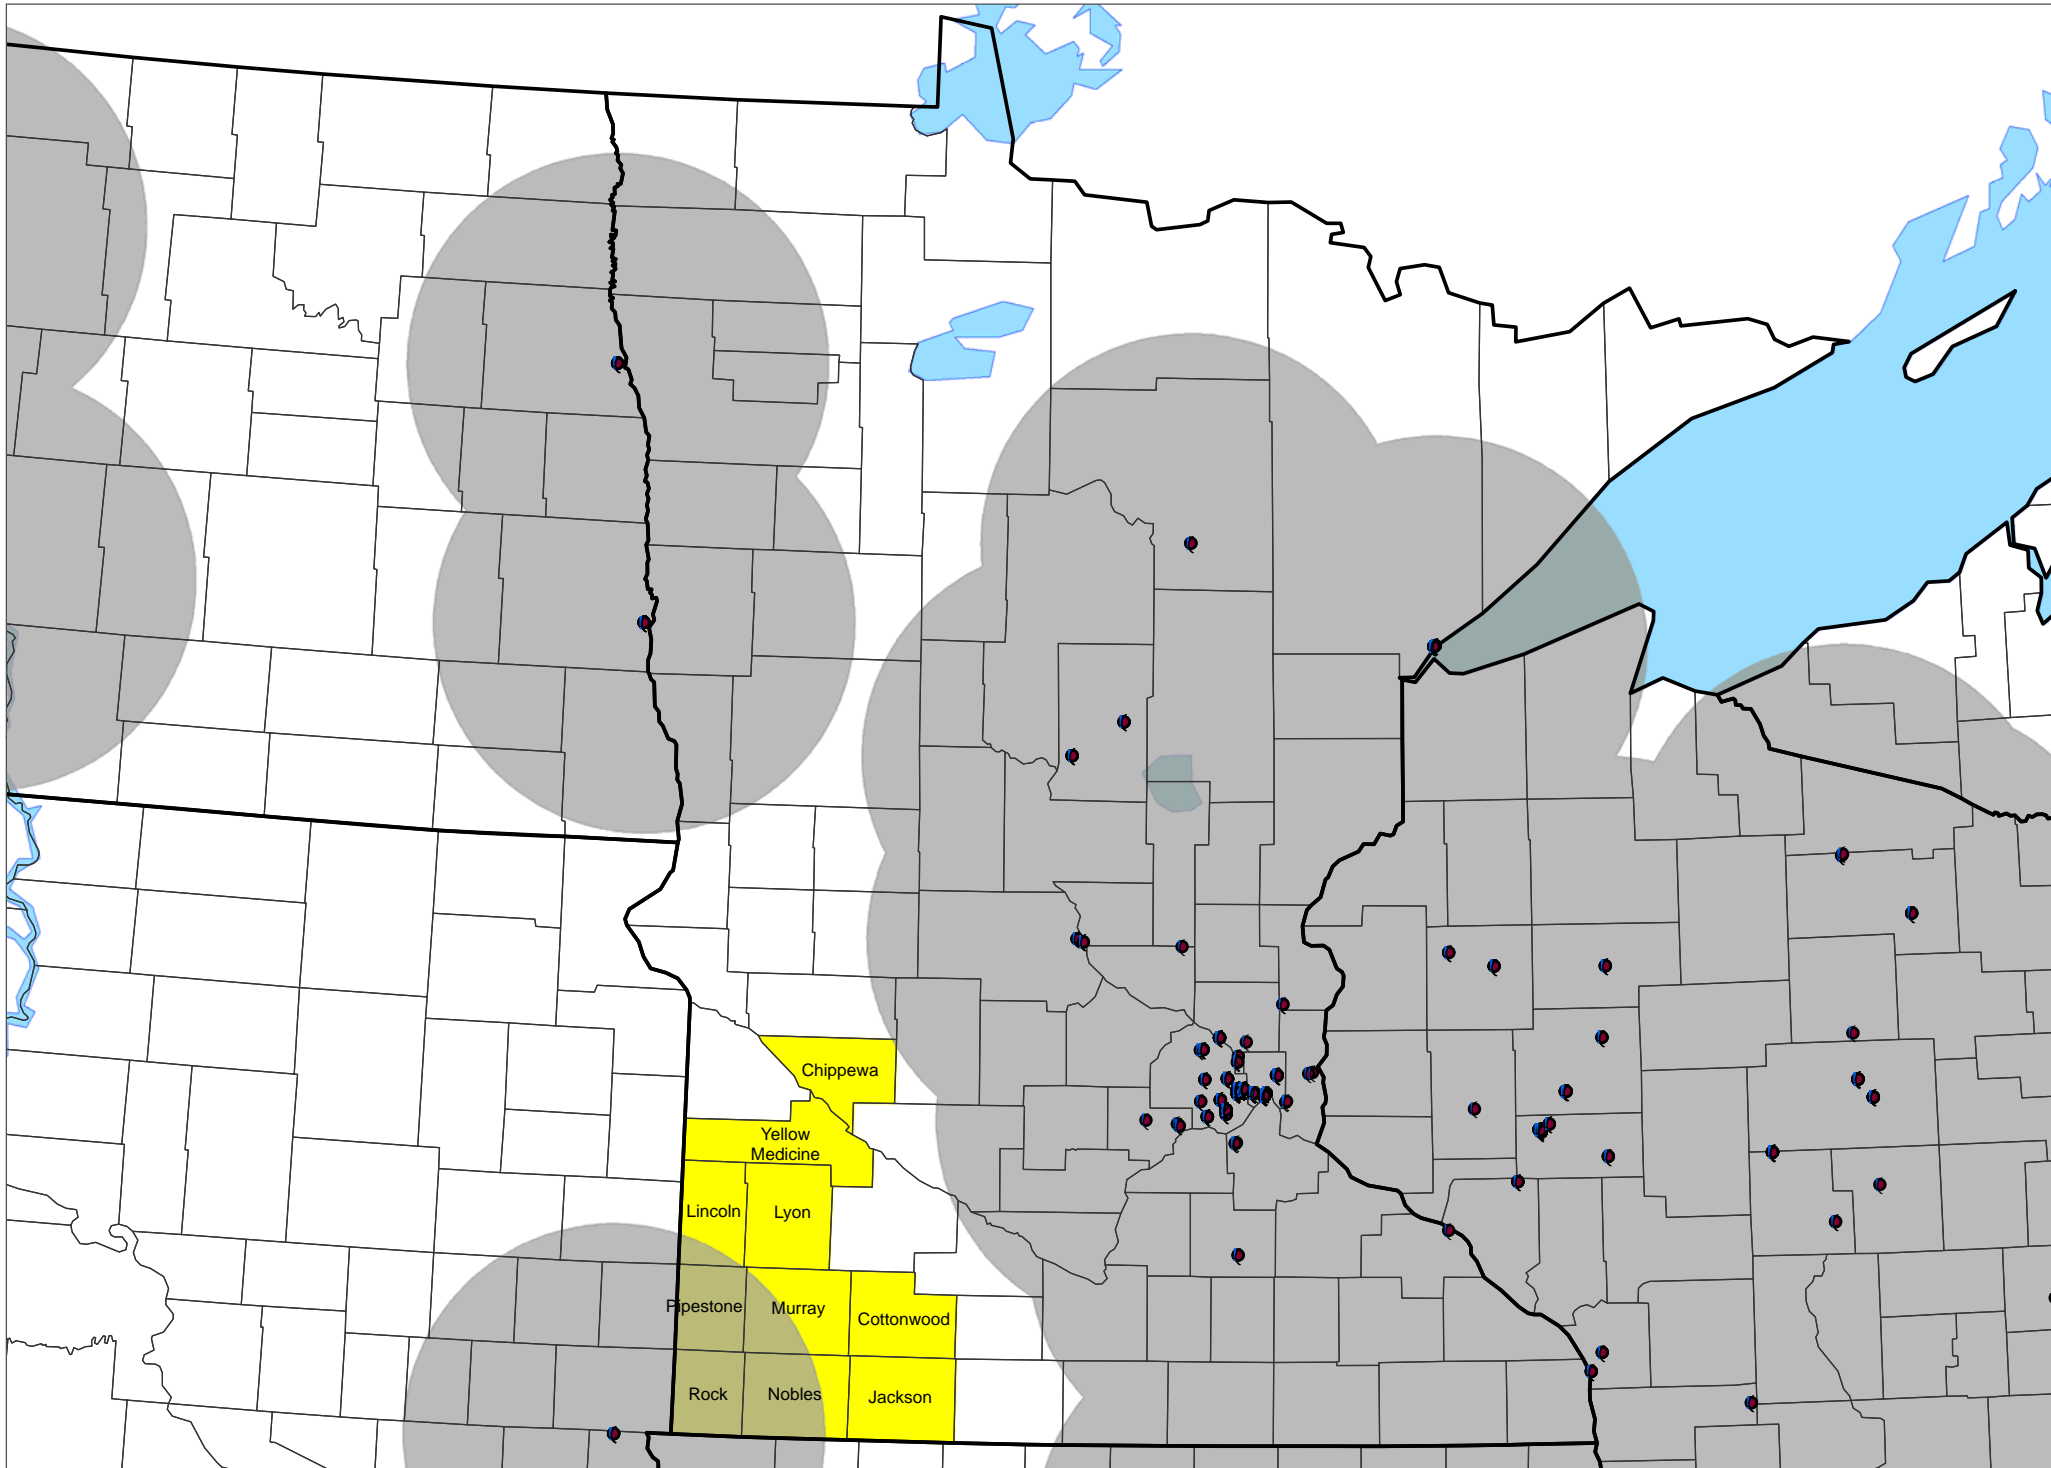 Chippewa
Yellow
Medicine
Lincoln
Lyon
Pipestone
Murray
Cottonwood
Rock
Nobles
Jackson